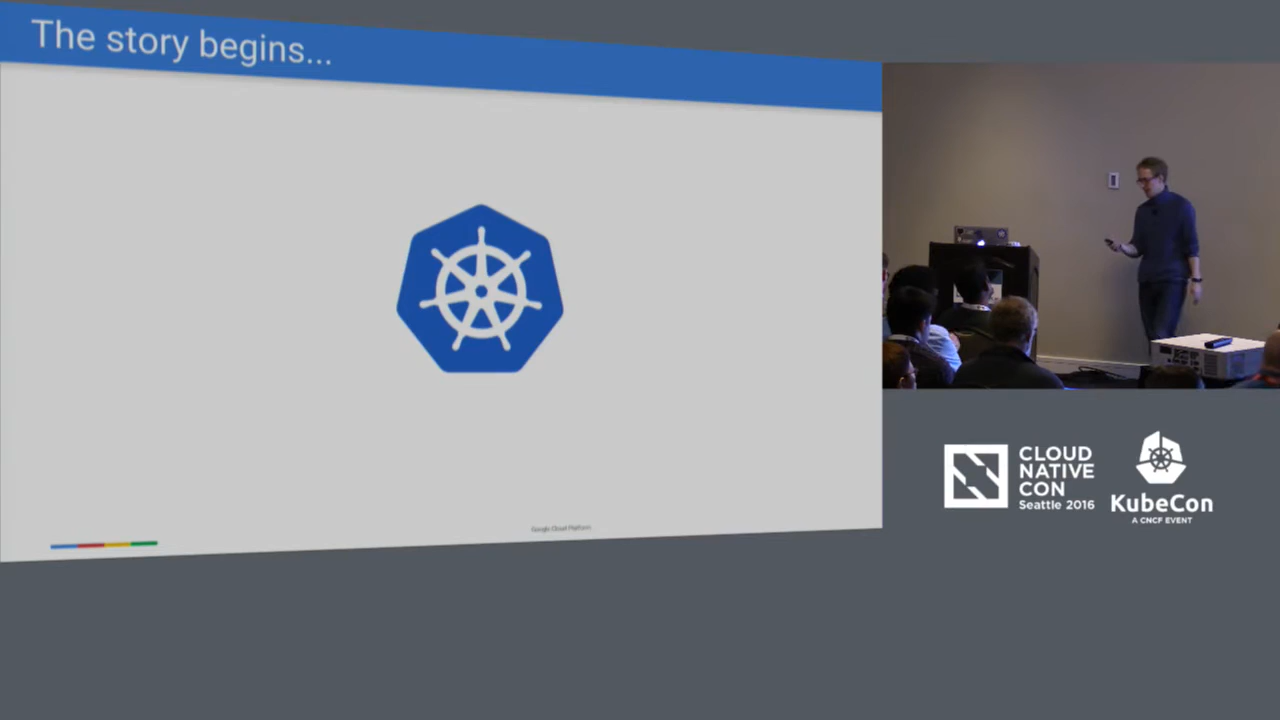 The story begins...
Google Cloud Platform
CLOUD
NATIVE
CON
Seattle 2016
KubeCon
A CNCF EVENT